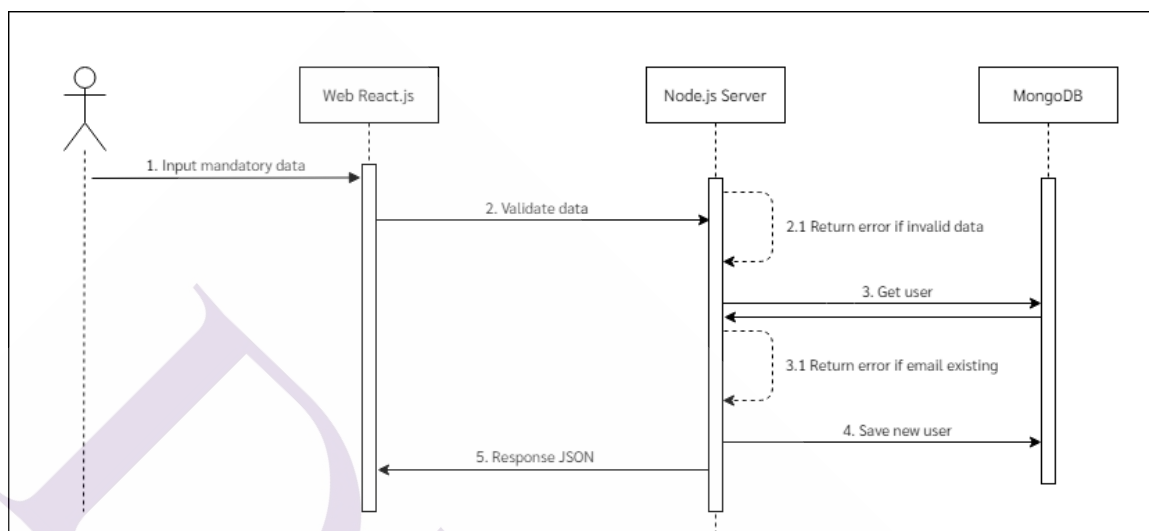 Web React.js
Node.js Server
MongoDB
1. Input mandatory data
2. Validate data
2.1 Return error if invalid data
3. Get user
3.1 Return error if email existing
4. Save new user
5. Response JSON